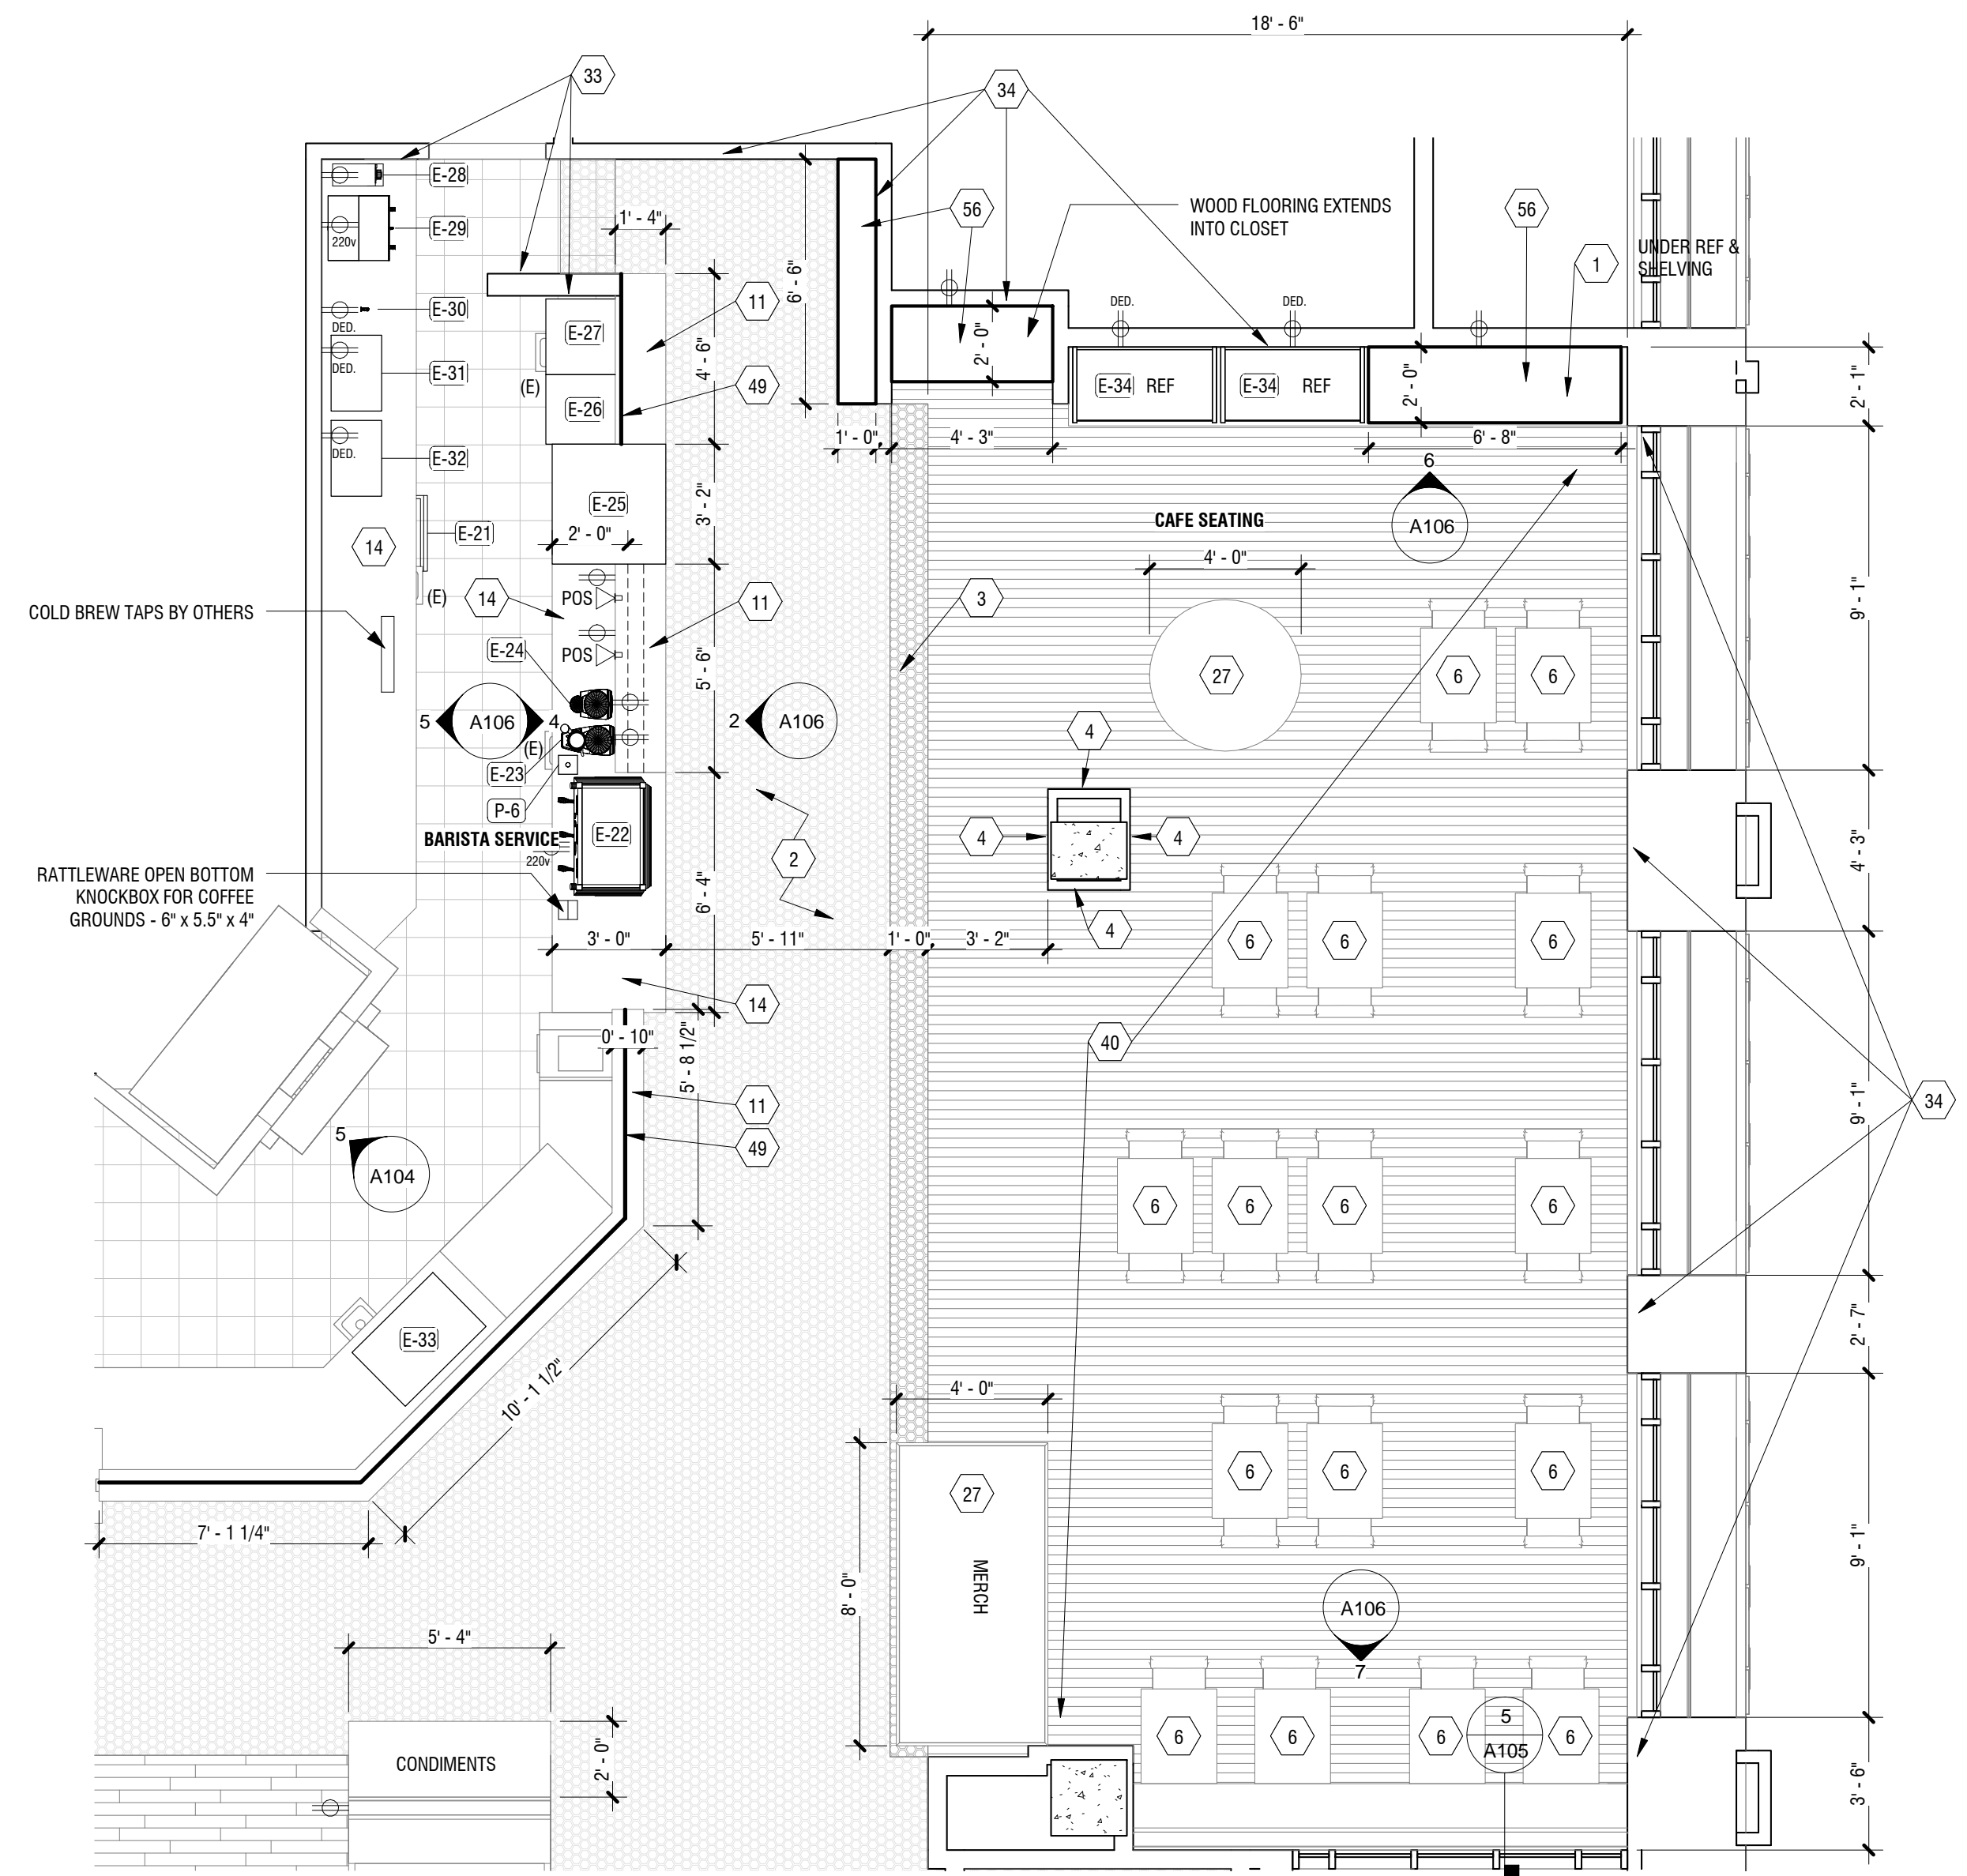 18' - 6"
33
34
E-28
E-29
220v
1' - 4"
56
WOOD FLOORING EXTENDS
INTO CLOSET
56
1
UNDER REF &
SHELVING
6' - 6"
11
E-30
DED.
DED.
DED.
E-27
4' - 6"
2' - 0"
E-31
DED.
(E)
49
E-34 REF
E-34 REF
2' - 0"
2' - 1"
E-26
E-32
DED.
1' - 0"
4' - 3"
6' - 8"
6
A106
E-25
3' - 2"
CAFE SEATING
E-21
2' - 0"
14
4' - 0"
(E)
14
POS
11
3
9' - 1"
COLD BREW TAPS BY OTHERS
E-24
POS
5' - 6"
27
6
6
5
A106
4
2
A106
4
(E)
E-23
P-6
E-22
BARISTA SERVICE
220v
4
4
4' - 3"
2
RATTLEWARE OPEN BOTTOM
KNOCKBOX FOR COFFEE
GROUNDS - 6" x 5.5" x 4"
6' - 4"
3' - 0"
5' - 11"
1' - 0"
3' - 2"
4
6
6
6
14
0' - 10"
5' - 8 1/2"
40
11
49
9' - 1"
34
5
A104
6
6
6
6
E-33
10' - 1 1/2"
2' - 7"
4' - 0"
27
6
6
6
7' - 1 1/4"
9' - 1"
MERCH
8' - 0"
A106
7
5' - 4"
CONDIMENTS
2' - 0"
6
6
6
5
A105
6
3' - 6"